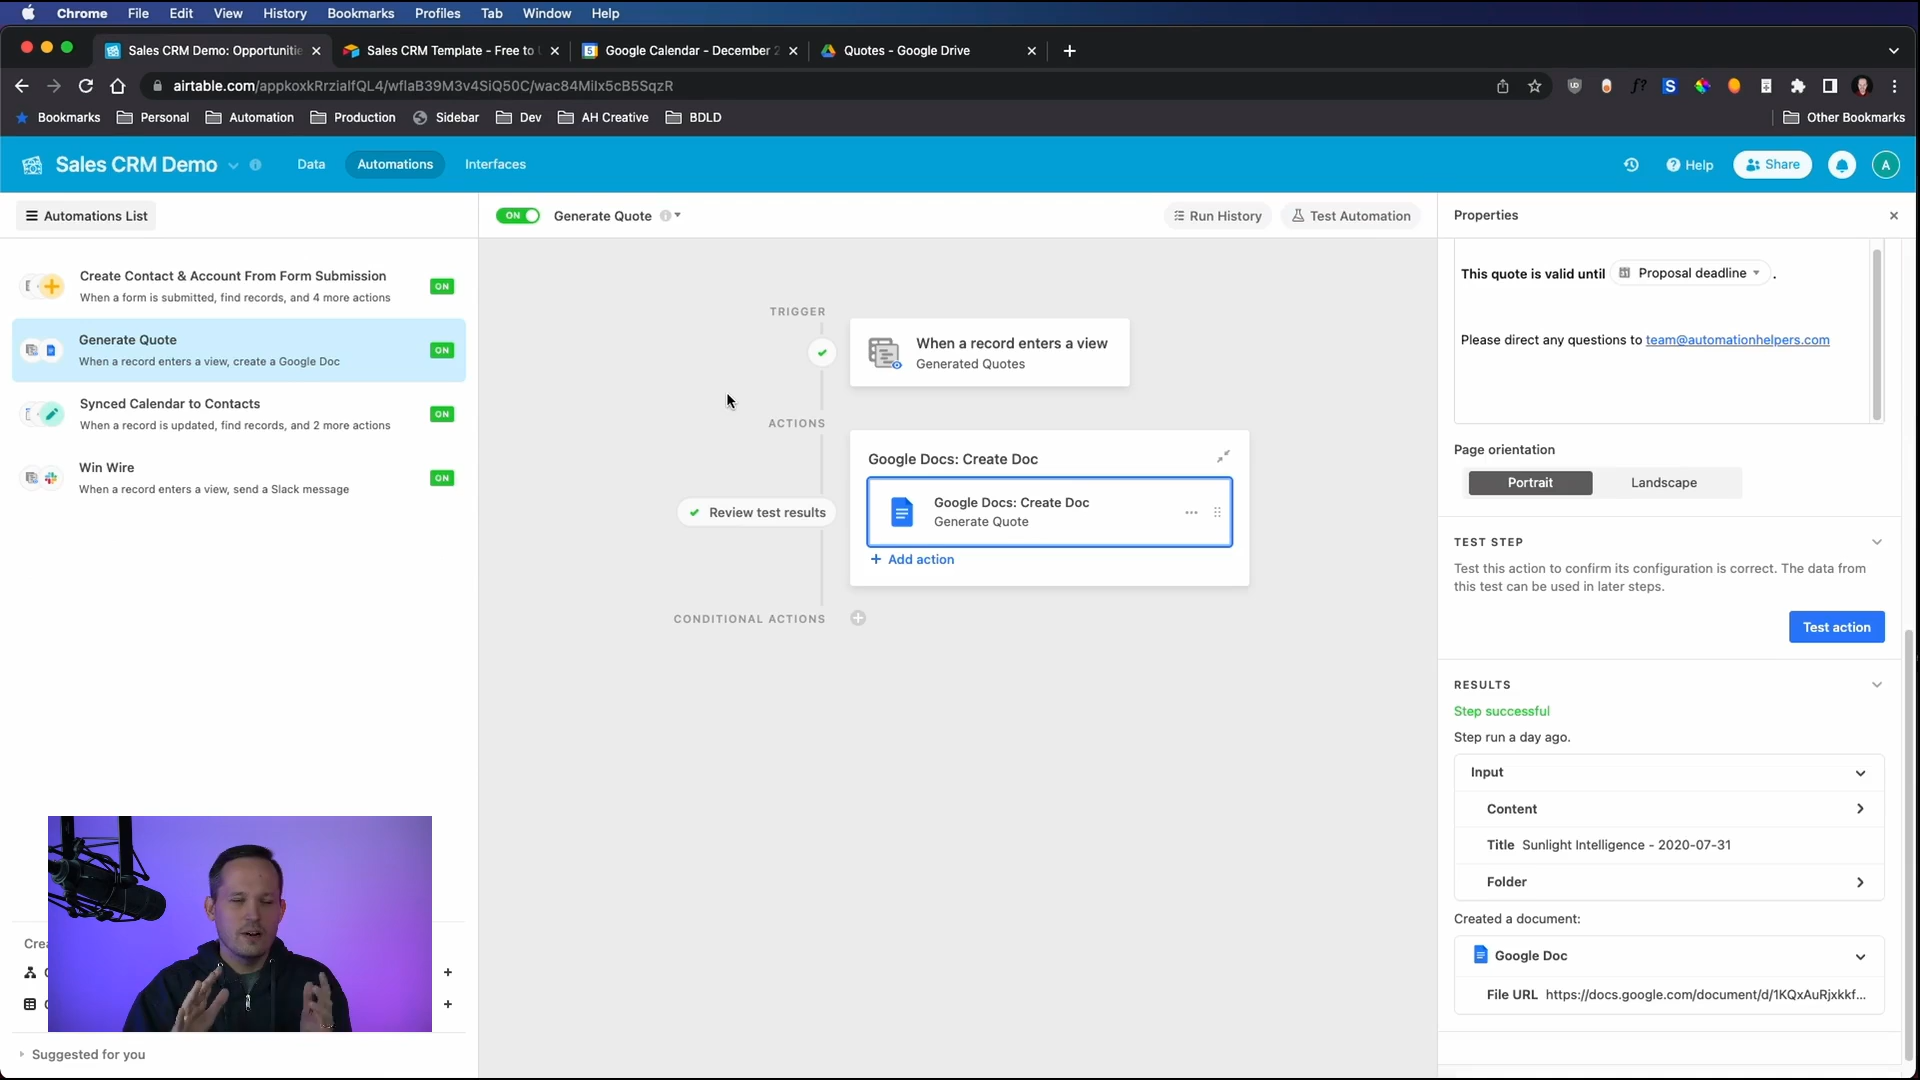 Chrome File Edit View History Bookmarks Profiles Tab Window Help
Sales CRM Demo: Opportunitie
Sales CRM Template - Free to
Google Calendar - December 2
Quotes - Google Drive
airtable.com/appkoxkRrziaIfQL4/wflaB39M3v4SiQ50C/wac84MiIx5cB5SqzR
Bookmarks Personal Automation Production Sidebar Dev AH Creative BDLD Other Bookmarks
Sales CRM Demo Data Automations Interfaces Help Share A
Automations List
ON Generate Quote Run History Test Automation
Properties
Create Contact & Account From Form Submission
When a form is submitted, find records, and 4 more actions
ON
Generate Quote
When a record enters a view, create a Google Doc
ON
Synced Calendar to Contacts
When a record is updated, find records, and 2 more actions
ON
Win Wire
When a record enters a view, send a Slack message
ON
Suggested for you
TRIGGER
When a record enters a view
Generated Quotes
ACTIONS
Google Docs: Create Doc
Review test results
Google Docs: Create Doc
Generate Quote
+ Add action
CONDITIONAL ACTIONS
This quote is valid until Proposal deadline .
Please direct any questions to team@automationhelpers.com
Page orientation
Portrait Landscape
TEST STEP
Test this action to confirm its configuration is correct. The data from
this test can be used in later steps.
Test action
RESULTS
Step successful
Step run a day ago.
Input
Content
Title Sunlight Intelligence - 2020-07-31
Folder
Created a document:
Google Doc
File URL https://docs.google.com/document/d/1KQxAuRjxkkf...